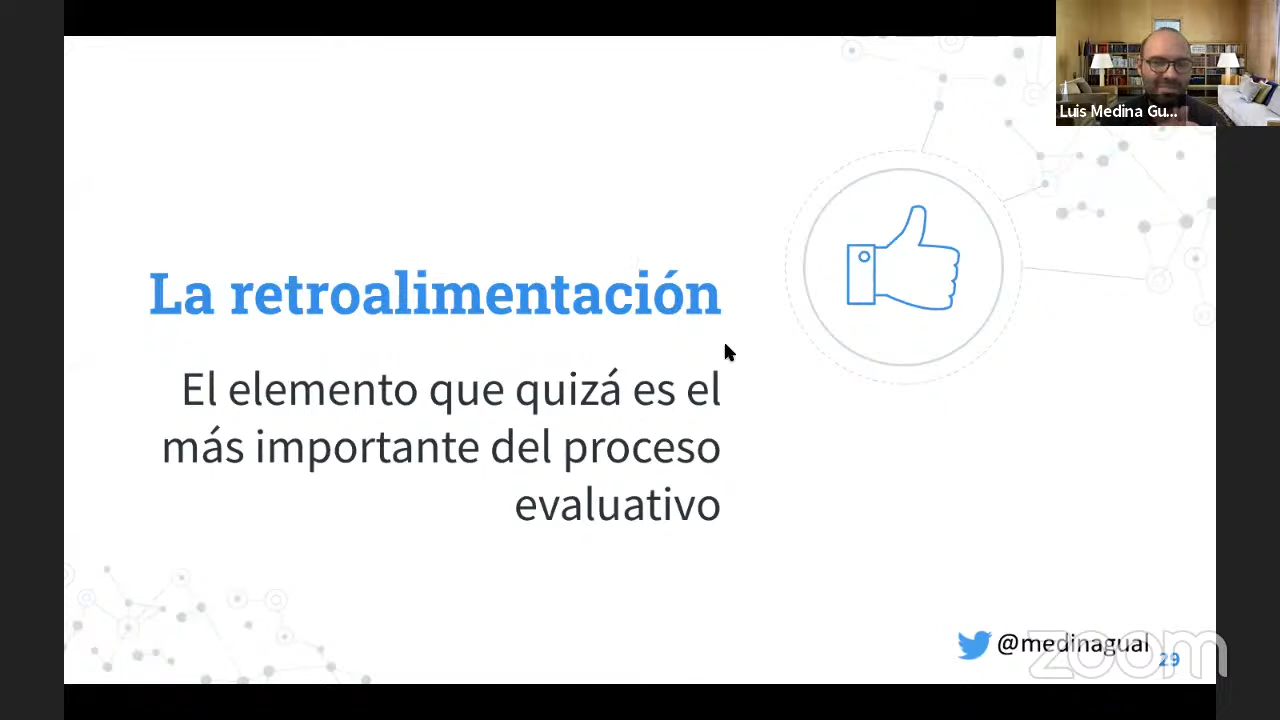 Luis Medina Gu...
La retroalimentación
El elemento que quizá es el
más importante del proceso
evaluativo
@medinagual
zoom
29